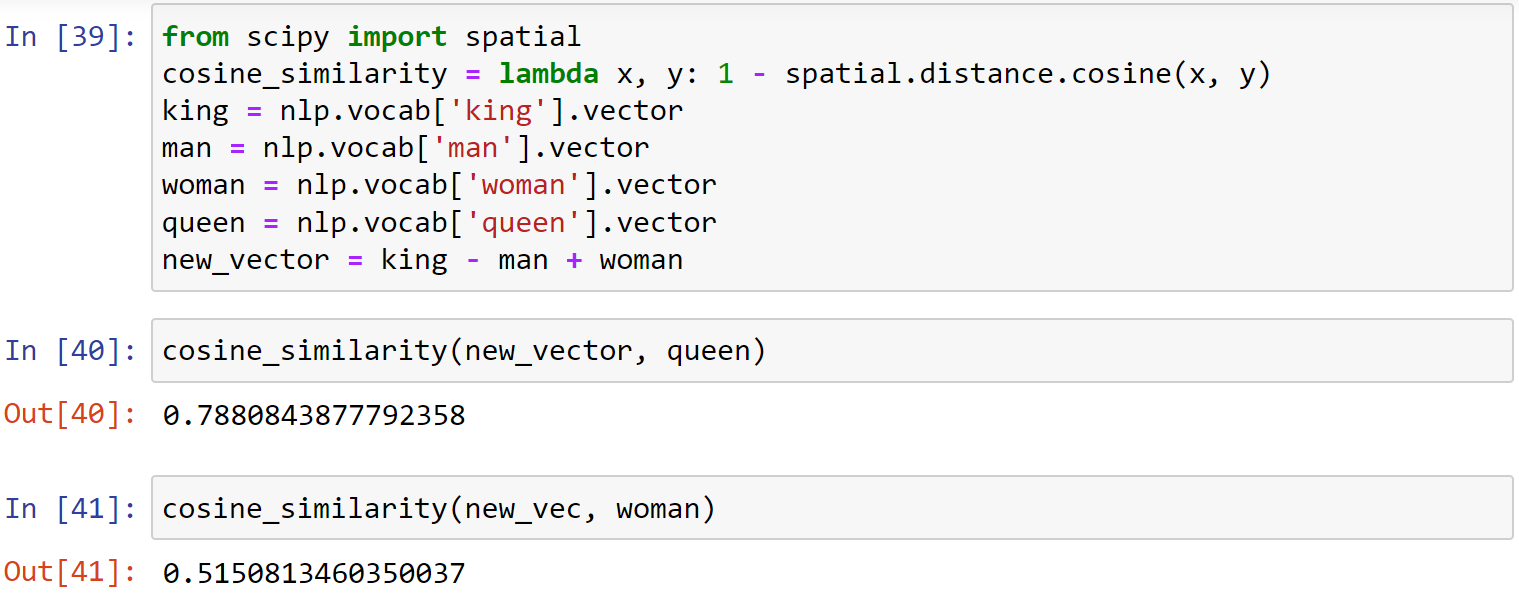 In [39]: from scipy import spatial
cosine_similarity = lambda x, y: 1 - spatial.distance.cosine(x, y)
king = nlp.vocab['king'].vector
man = nlp.vocab['man'].vector
woman = nlp.vocab['woman'].vector
queen = nlp.vocab['queen'].vector
new_vector = king - man + woman
In [40]: cosine_similarity(new_vector, queen)
Out[40]: 0.7880843877792358
In [41]: cosine_similarity(new_vec, woman)
Out[41]: 0.5150813460350037